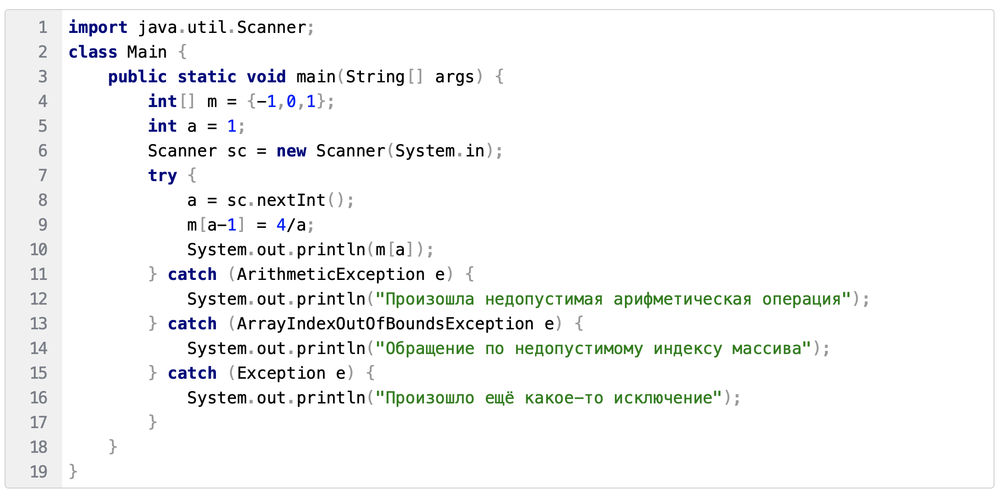 1 import java.util.Scanner;
2 class Main {
3     public static void main(String[] args) {
4         int[] m = {-1,0,1};
5         int a = 1;
6         Scanner sc = new Scanner(System.in);
7         try {
8             a = sc.nextInt();
9             m[a-1] = 4/a;
10             System.out.println(m[a]);
11         } catch (ArithmeticException e) {
12             System.out.println("Произошла недопустимая арифметическая операция");
13         } catch (ArrayIndexOutOfBoundsException e) {
14             System.out.println("Обращение по недопустимому индексу массива");
15         } catch (Exception e) {
16             System.out.println("Произошло ещё какое-то исключение");
17         }
18     }
19 }